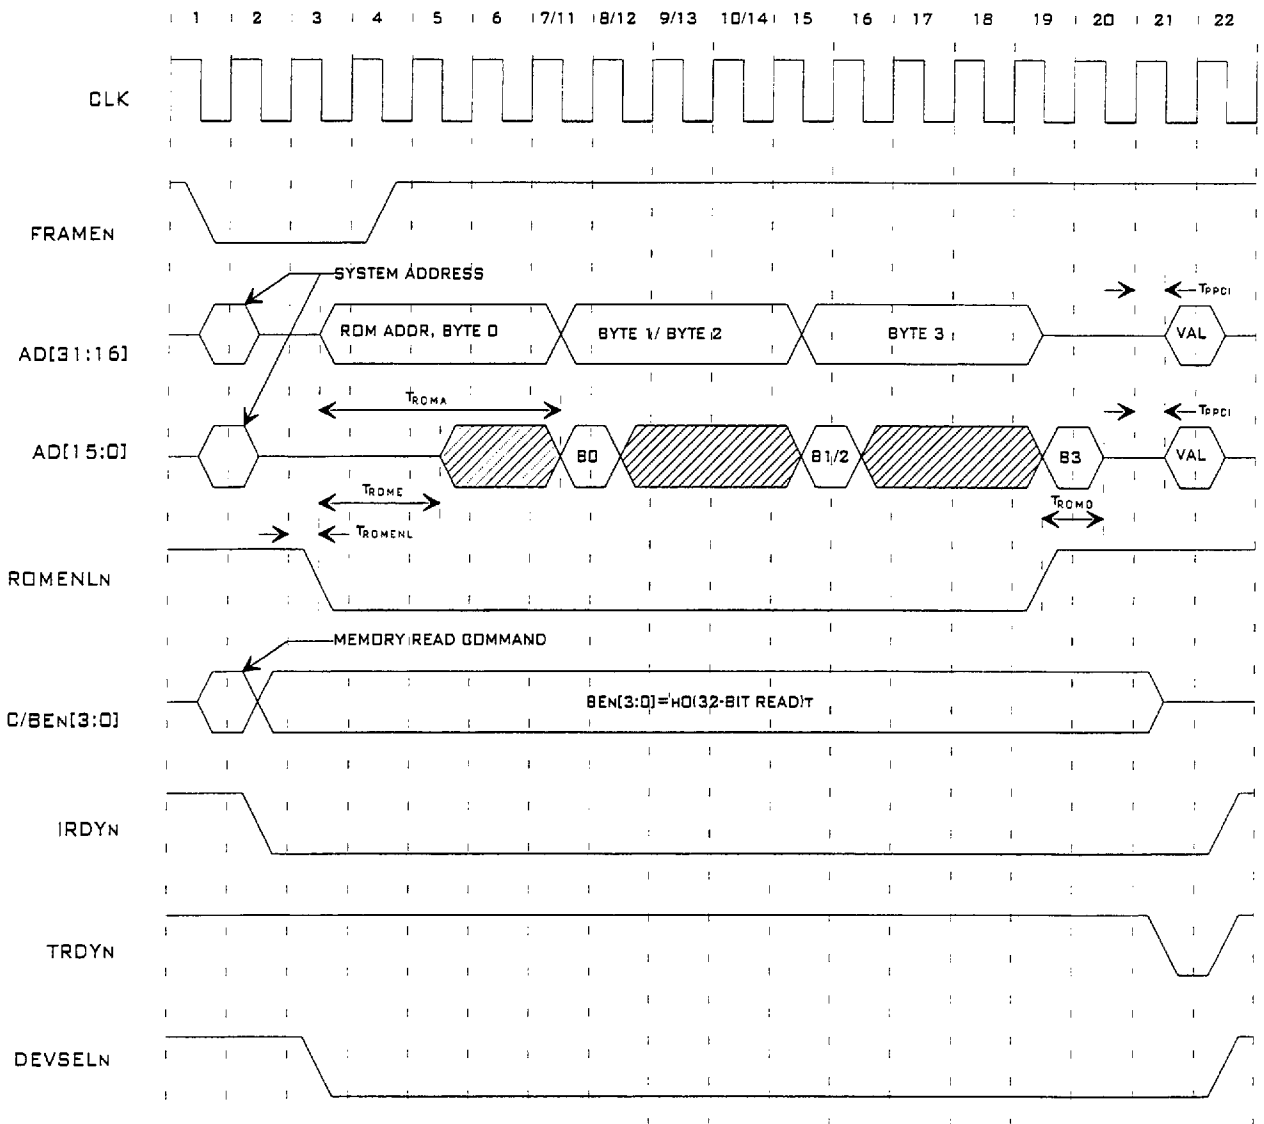 1 2 3 4 5 6 7/11 8/12 9/13 10/14 15 16 17 18 19 20 21 22
CLK
FRAMEN
SYSTEM ADDRESS
TPPCI
AD[31:16]
ROM ADDR, BYTE 0
BYTE 1/ BYTE 2
BYTE 3
VAL
TROMA
TPPCI
AD[15:0]
B0
B1/2
B3
VAL
TROME
TROMD
TROMENL
ROMENLN
MEMORY READ COMMAND
C/BEN[3:0]
BEN[3:0]='H0(32-BIT READ)T
IRDYN
TRDYN
DEVSELN